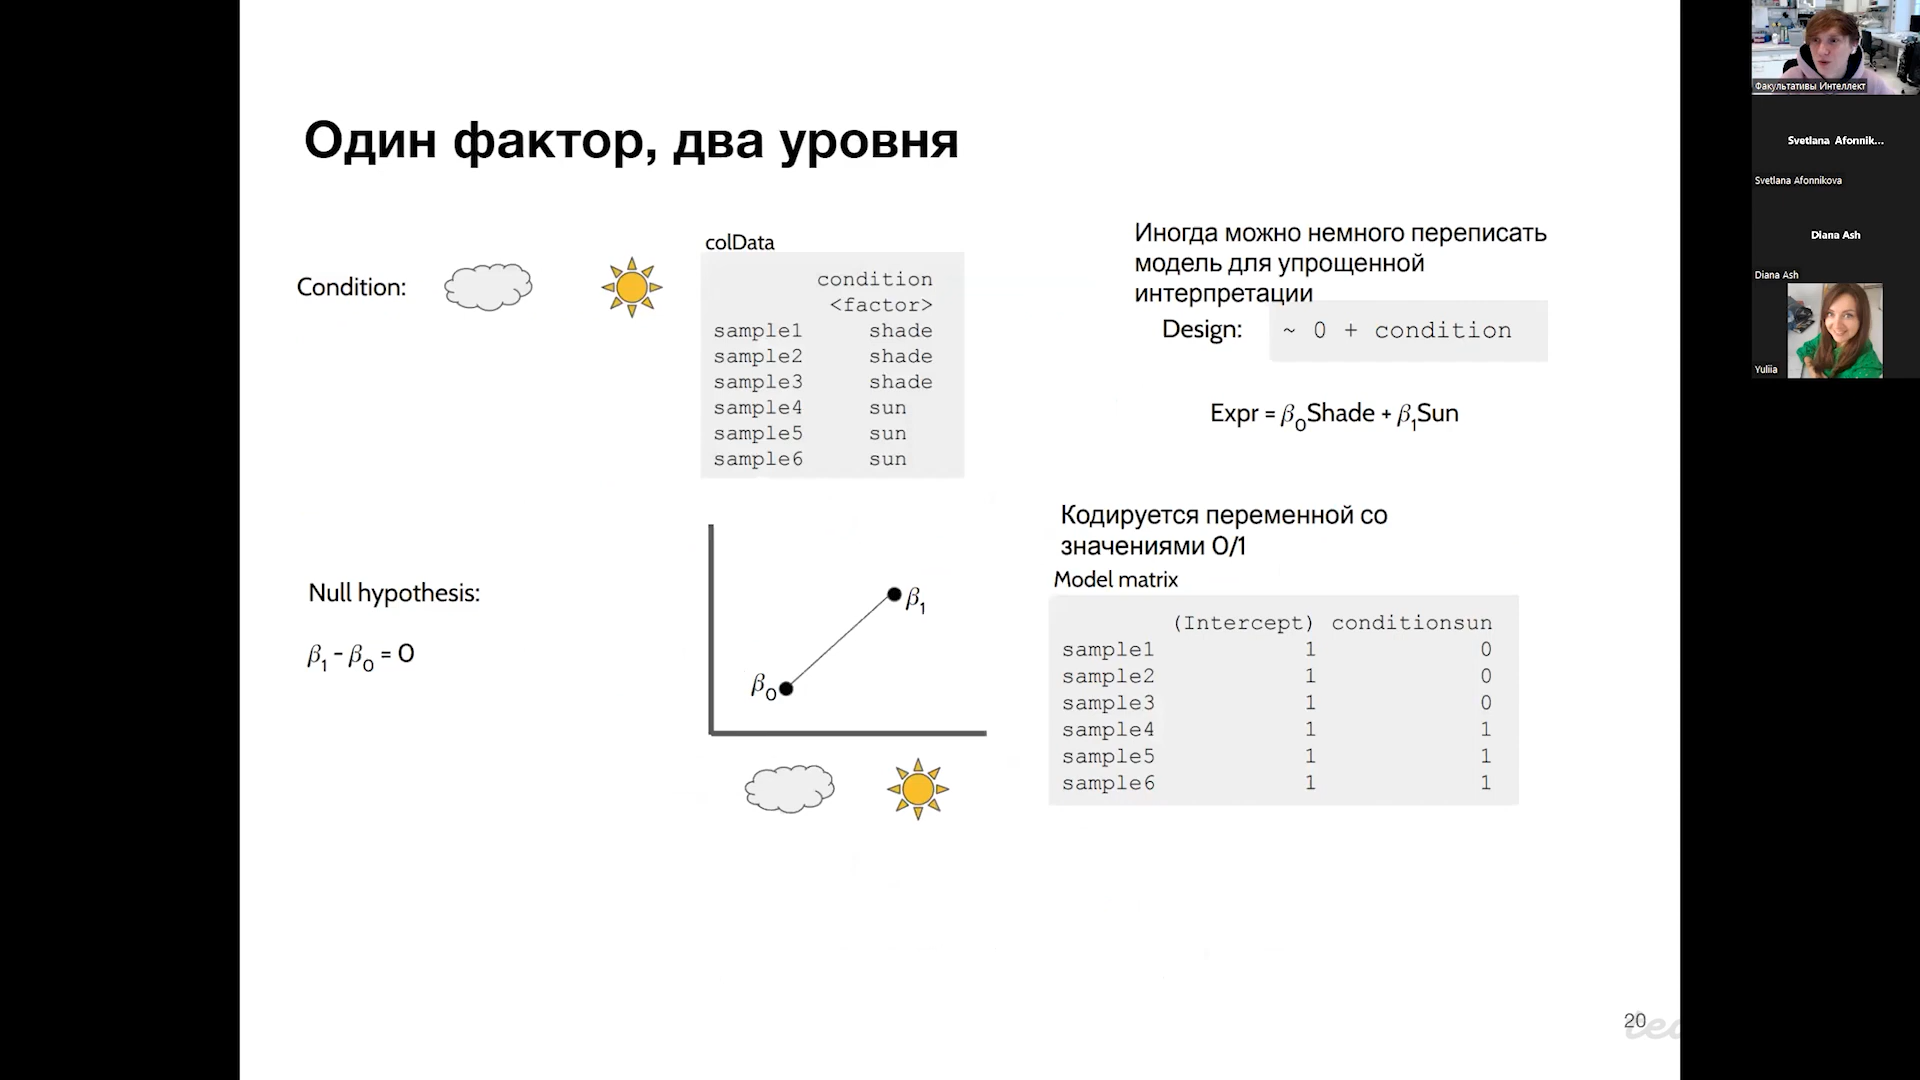 Один фактор, два уровня
Condition:
colData
condition
<factor>
sample1 shade
sample2 shade
sample3 shade
sample4 sun
sample5 sun
sample6 sun
Иногда можно немного переписать
модель для упрощенной
интерпретации
Design: ~ 0 + condition
Expr = β0Shade + β1Sun
Null hypothesis:
β1 - β0 = 0
β1
β0
Кодируется переменной со
значениями 0/1
Model matrix
(Intercept) conditionsun
sample1 1 0
sample2 1 0
sample3 1 0
sample4 1 1
sample5 1 1
sample6 1 1
20
Факультативы Интеллект
Svetlana Afonnik...
Svetlana Afonnikova
Diana Ash
Diana Ash
Yuliia